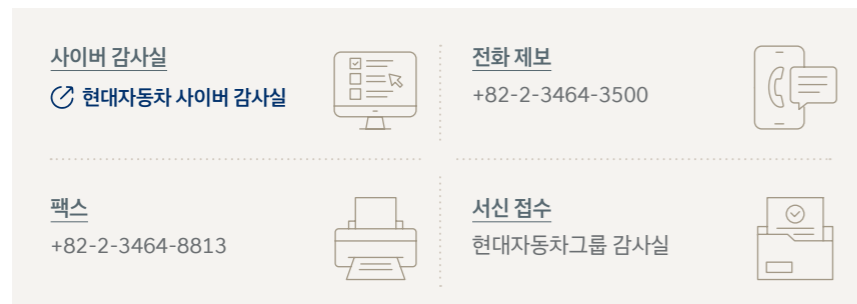 사이버 감사실
현대자동차 사이버 감사실
전화 제보
+82-2-3464-3500
팩스
+82-2-3464-8813
서신 접수
현대자동차그룹 감사실